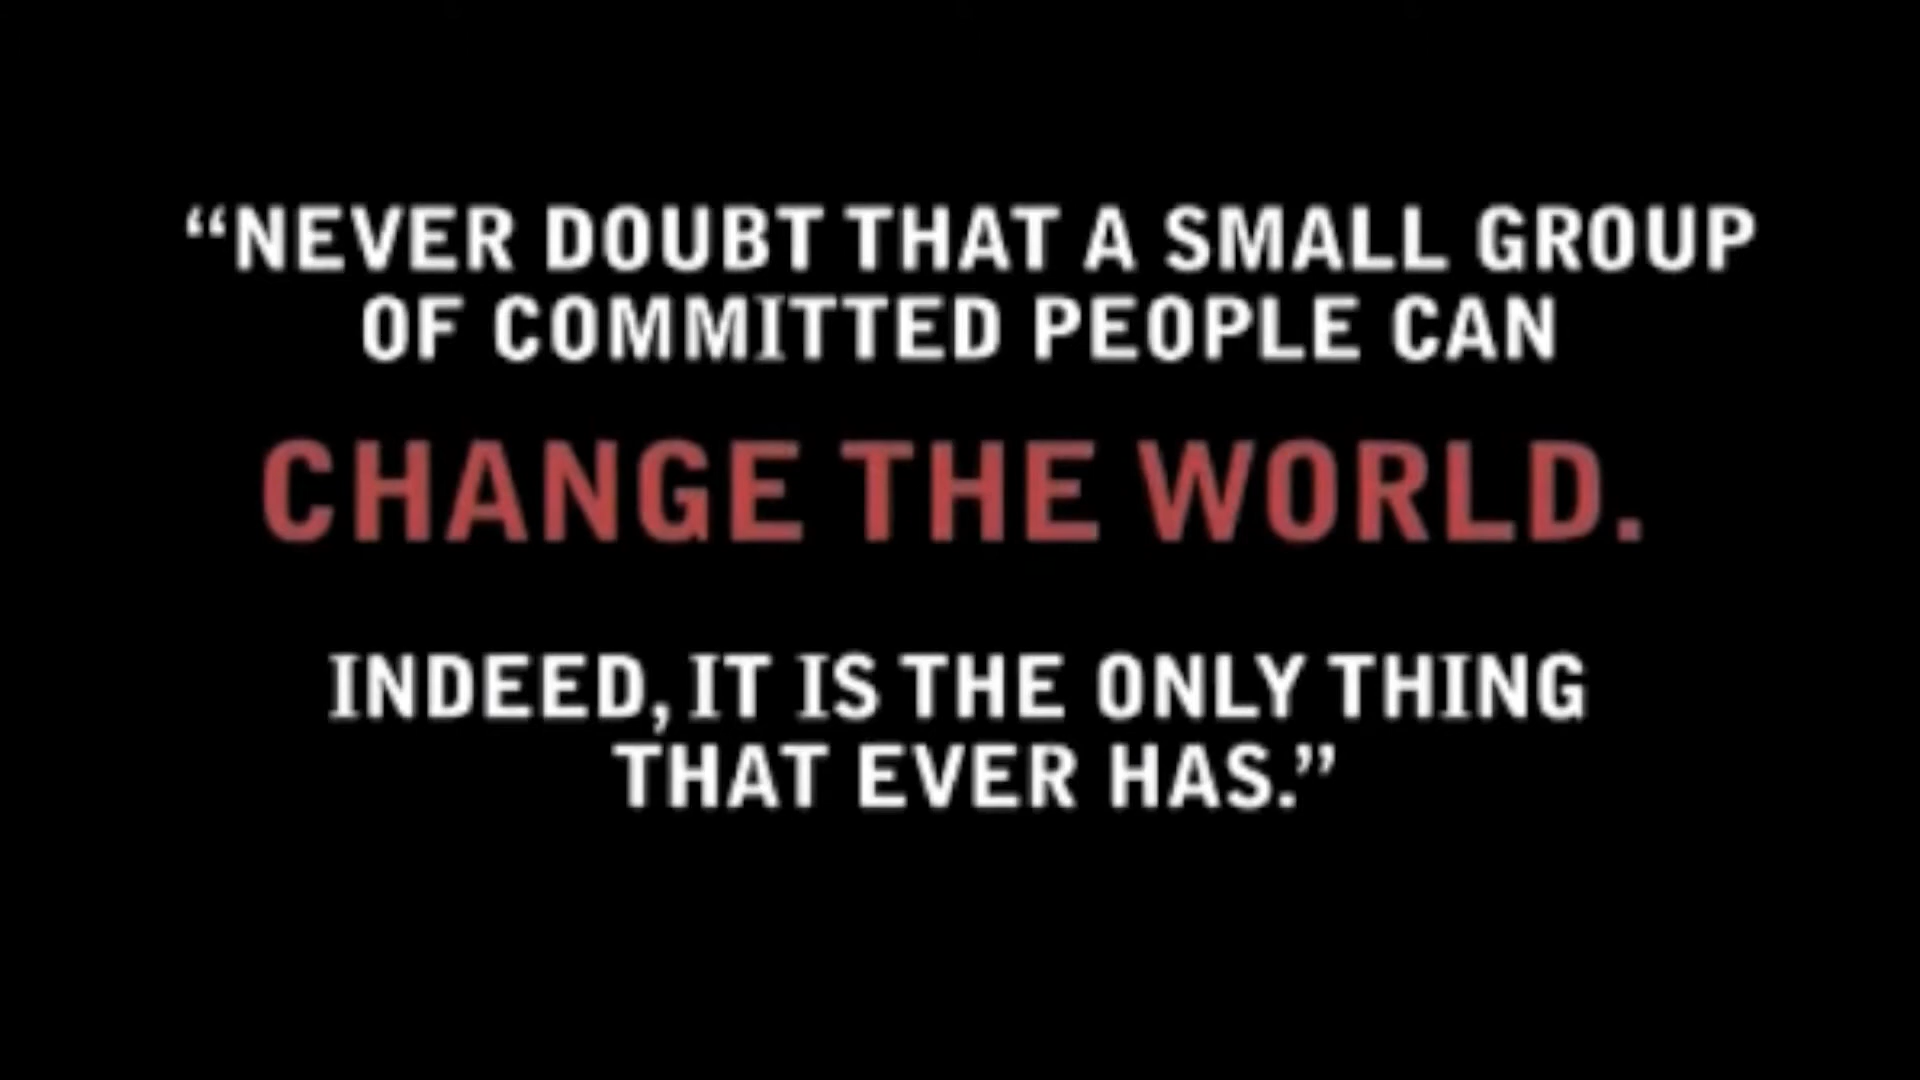 “NEVER DOUBT THAT A SMALL GROUP
OF COMMITTED PEOPLE CAN
CHANGE THE WORLD.
INDEED, IT IS THE ONLY THING
THAT EVER HAS.”